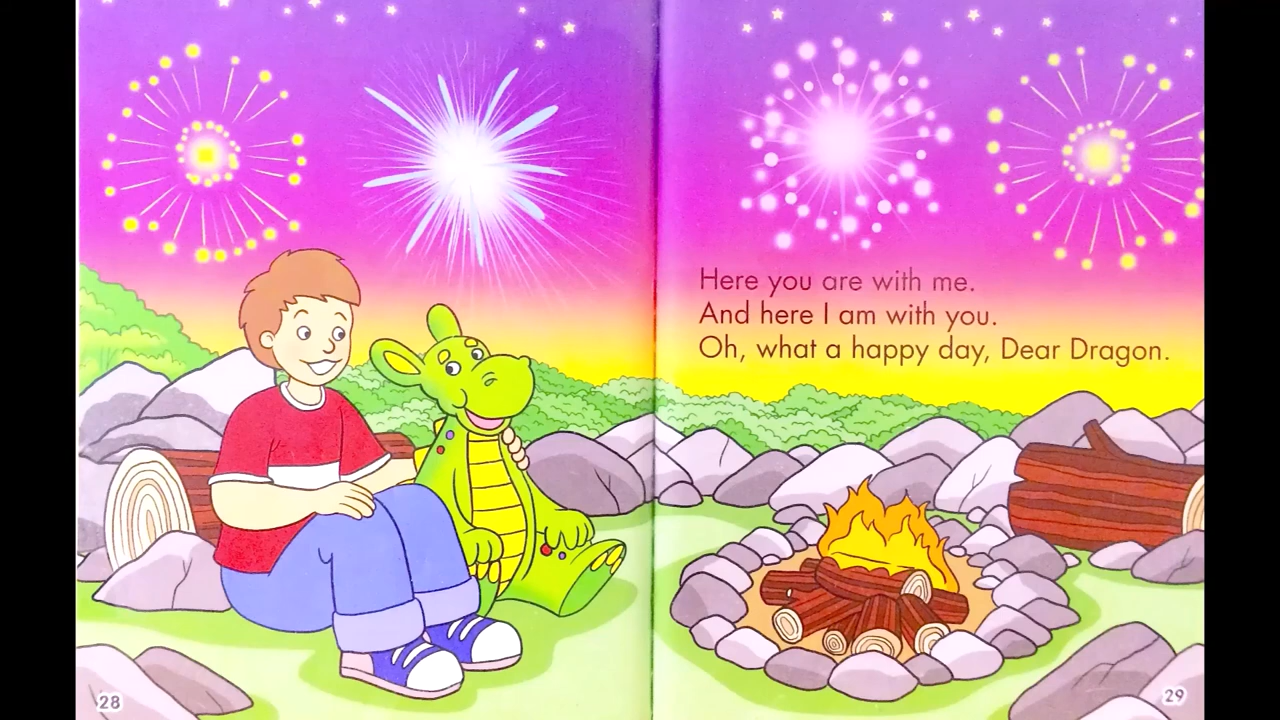 Here you are with me.
And here I am with you.
Oh, what a happy day, Dear Dragon.
28
29